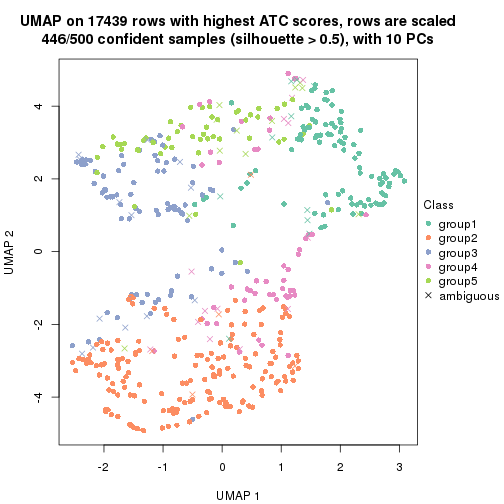 UMAP on 17439 rows with highest ATC scores, rows are scaled
446/500 confident samples (silhouette > 0.5), with 10 PCs
4
2
0
-2
-4
UMAP 2
-2
-1
0
1
2
3
UMAP 1
Class
group1
group2
group3
group4
group5
ambiguous